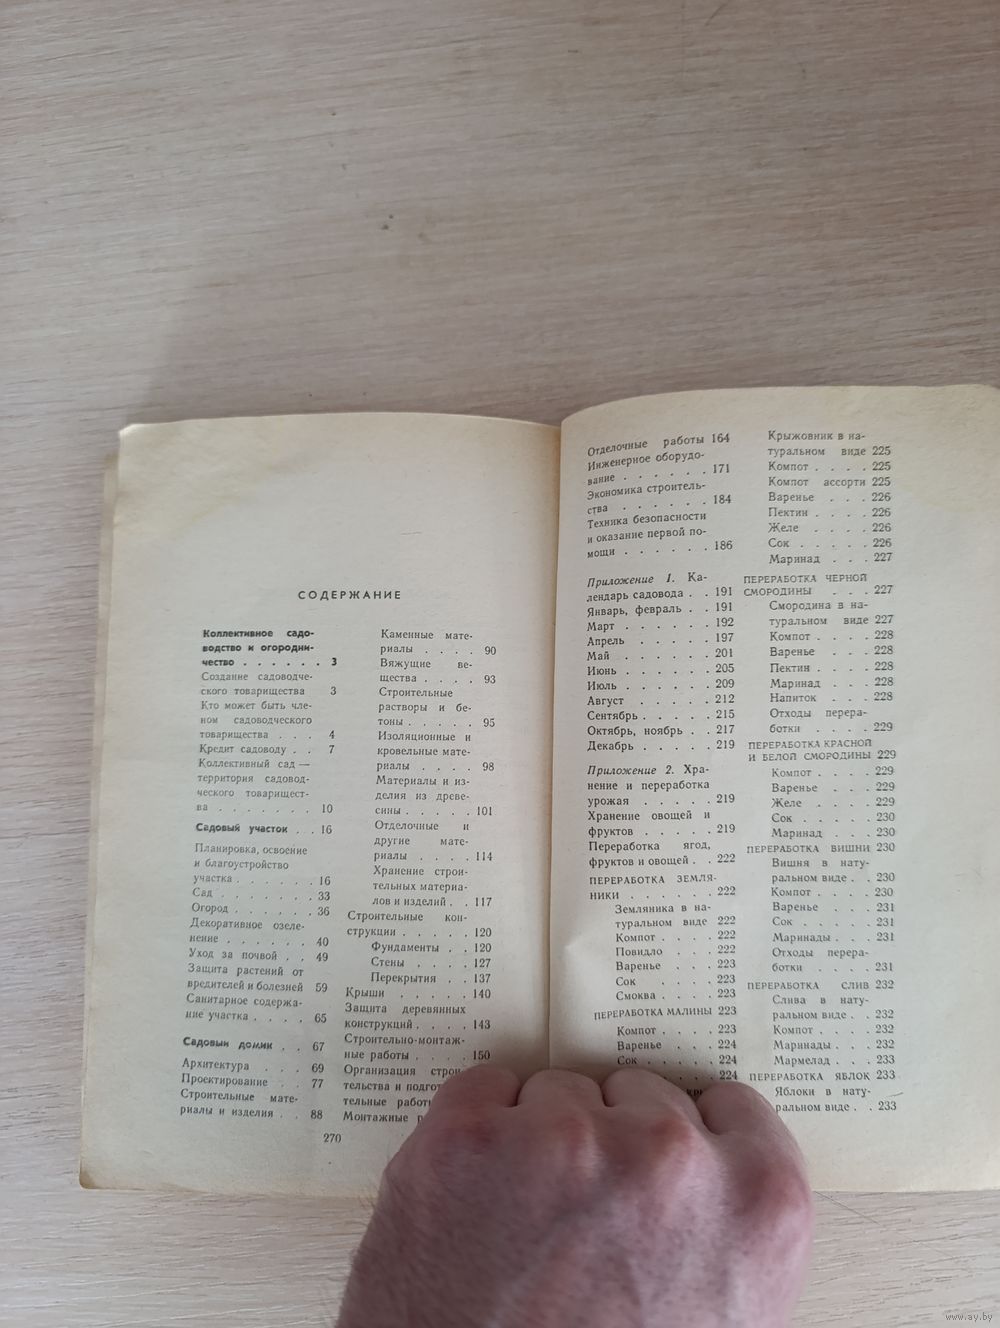 СОДЕРЖАНИЕ
Коллективное садо-
водство и огородни-
чество . . . . . . 3
Создание садоводче-
ского товарищества 3
Кто может быть чле-
ном садоводческого
товарищества . . . 4
Кредит садоводу . . 7
Коллективный сад —
территория садовод-
ческого товарищест-
ва . . . . . . . 10
Садовый участок . . 16
Планировка, освоение
и благоустройство
участка . . . . . . 16
Сад . . . . . . . 33
Огород . . . . . . 36
Декоративное озеле-
нение . . . . . . 40
Уход за почвой . . 49
Защита растений от
вредителей и болезней 59
Санитарное содержа-
ние участка . . . . 65
Садовый домик . . 67
Архитектура . . . 69
Проектирование . . 77
Строительные мате-
риалы и изделия . . 88
Каменные мате-
риалы . . . . 90
Вяжущие ве-
щества . . . . 93
Строительные
растворы и бе-
тоны . . . . . 95
Изоляционные и
кровельные мате-
риалы . . . . 98
Материалы и из-
делия из древе-
сины . . . . . 101
Отделочные и
другие мате-
риалы . . . . 114
Хранение строи-
тельных материа-
лов и изделий . . 117
Строительные кон-
струкции . . . . . 120
Фундаменты . . 120
Стены . . . . 127
Перекрытия . . 137
Крыши . . . . . 140
Защита деревянных
конструкций . . . . 143
Строительно-монтаж-
ные работы . . . . 150
Организация строи-
тельства и подгото
тельные работы
Монтажные
270
Отделочные работы 164
Инженерное оборудо-
вание . . . . . . 171
Экономика строитель-
ства . . . . . . 184
Техника безопасности
и оказание первой по-
мощи . . . . . . 186
Приложение 1. Ка-
лендарь садовода . . 191
Январь, февраль . . 191
Март . . . . . . 192
Апрель . . . . . 197
Май . . . . . . 201
Июнь . . . . . . 205
Июль . . . . . . 209
Август . . . . . 212
Сентябрь . . . . . 215
Октябрь, ноябрь . . 217
Декабрь . . . . . 219
Приложение 2. Хра-
нение и переработка
урожая . . . . . 219
Хранение овощей и
фруктов . . . . . 219
Переработка ягод,
фруктов и овощей . . 222
ПЕРЕРАБОТКА ЗЕМЛЯ-
НИКИ . . . . . . 222
Земляника в на-
туральном виде 222
Компот . . . . 222
Повидло . . . 222
Варенье . . . 223
Сок . . . . 223
Смоква . . . . 223
ПЕРЕРАБОТКА МАЛИНЫ 223
Компот . . . . 223
Варенье . . . 224
Сок . . . . . 224
. . . . 224
Крыжовник в на-
туральном виде 225
Компот . . . . 225
Компот ассорти 225
Варенье . . . 226
Пектин . . . . 226
Желе . . . . 226
Сок . . . . . 226
Маринад . . . 227
ПЕРЕРАБОТКА ЧЕРНОЙ
СМОРОДИНЫ . . . 227
Смородина в на-
туральном виде 227
Компот . . . . 228
Варенье . . . 228
Пектин . . . . 228
Маринад . . . 228
Напиток . . . 228
Отходы перера-
ботки . . . . 229
ПЕРЕРАБОТКА КРАСНОЙ
И БЕЛОЙ СМОРОДИНЫ 229
Компот . . . . 229
Варенье . . . 229
Желе . . . . 229
Сок . . . . . 230
Маринад . . . 230
ПЕРЕРАБОТКА ВИШНИ 230
Вишня в нату-
ральном виде . . 230
Компот . . . . 230
Варенье . . . 231
Сок . . . . . 231
Маринады . . . 231
Отходы перера-
ботки . . . . 231
ПЕРЕРАБОТКА СЛИВ 232
Слива в нату-
ральном виде . . 232
Компот . . . . 232
Маринады . . . 232
Мармелад . . . 233
ПЕРЕРАБОТКА ЯБЛОК 233
Яблоки в нату-
ральном виде . . 233
www.ay.by